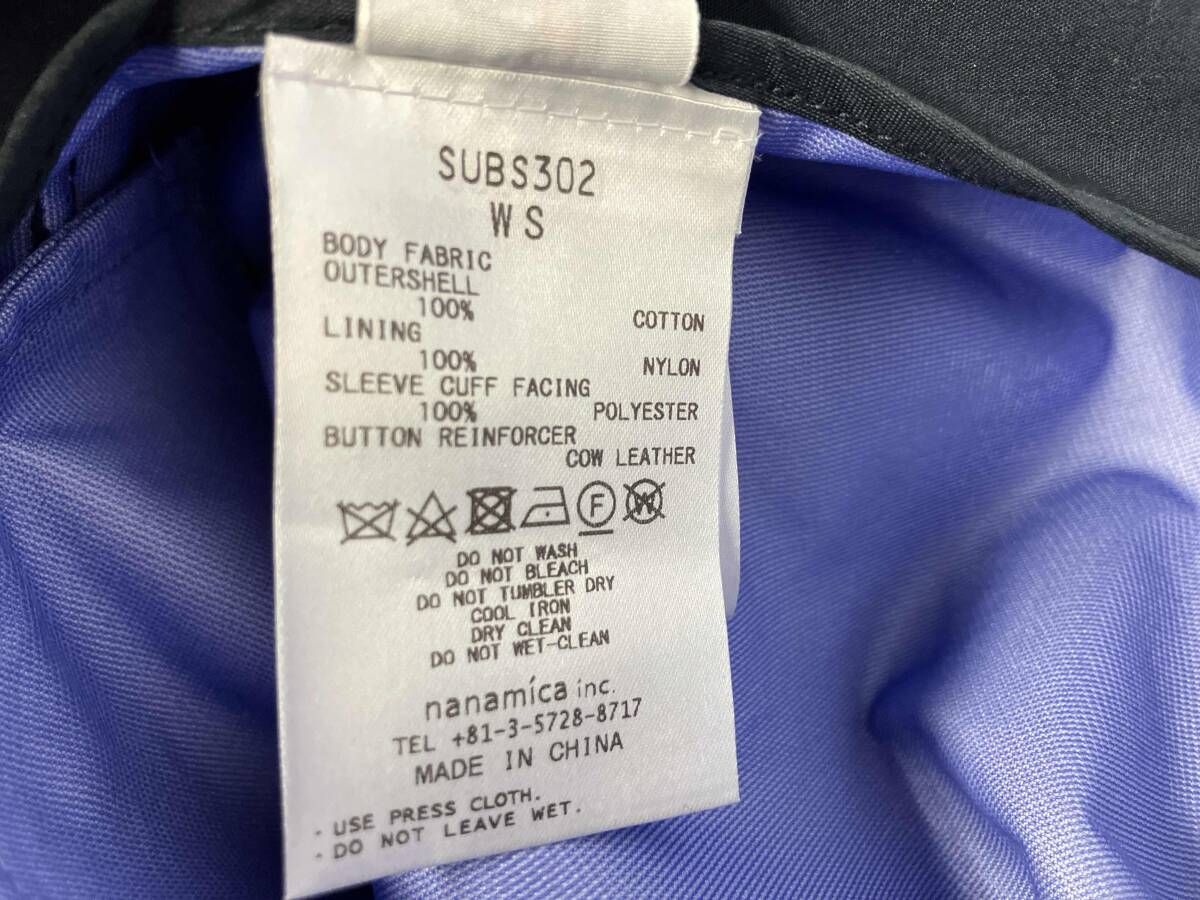 SUBS302
WS
BODY FABRIC
OUTERSHELL
100% COTTON
LINING
100% NYLON
SLEEVE CUFF FACING
100% POLYESTER
BUTTON REINFORCER
COW LEATHER
F W
DO NOT WASH
DO NOT BLEACH
DO NOT TUMBLER DRY
COOL IRON
DRY CLEAN
DO NOT WET-CLEAN
nanamíca inc.
TEL +81-3-5728-8717
MADE IN CHINA
· USE PRESS CLOTH.
· DO NOT LEAVE WET.